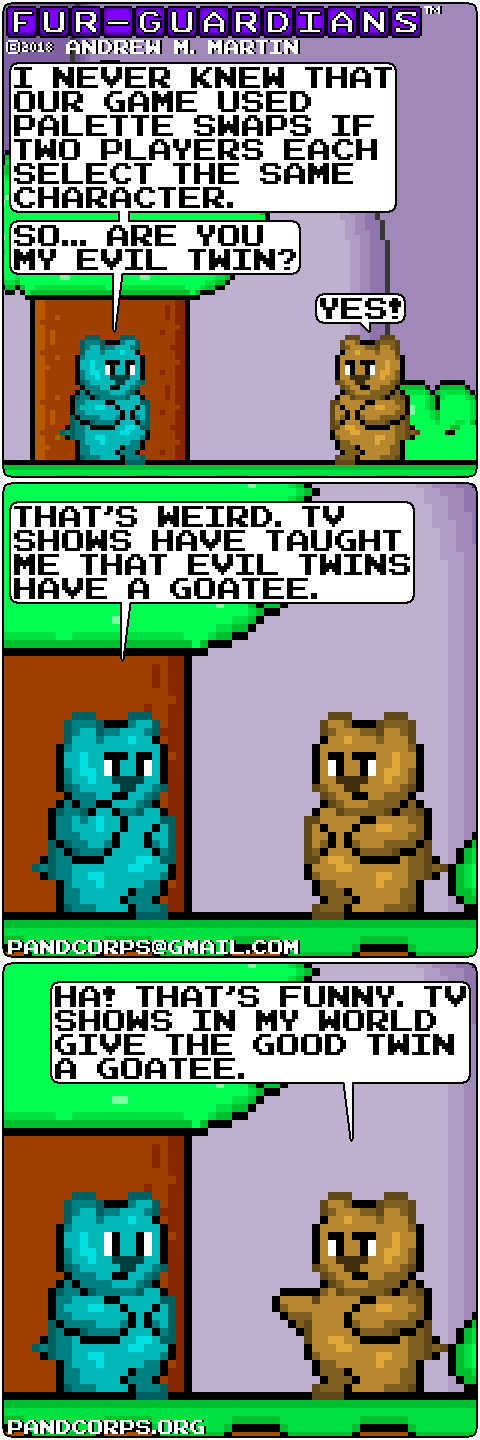 FUR-GUARDIANS™
©2018 ANDREW M. MARTIN
I NEVER KNEW THAT
OUR GAME USED
PALETTE SWAPS IF
TWO PLAYERS EACH
SELECT THE SAME
CHARACTER.
SO... ARE YOU
MY EVIL TWIN?
YES!
THAT'S WEIRD. TV
SHOWS HAVE TAUGHT
ME THAT EVIL TWINS
HAVE A GOATEE.
PANDCORPS@GMAIL.COM
HA! THAT'S FUNNY. TV
SHOWS IN MY WORLD
GIVE THE GOOD TWIN
A GOATEE.
PANDCORPS.ORG